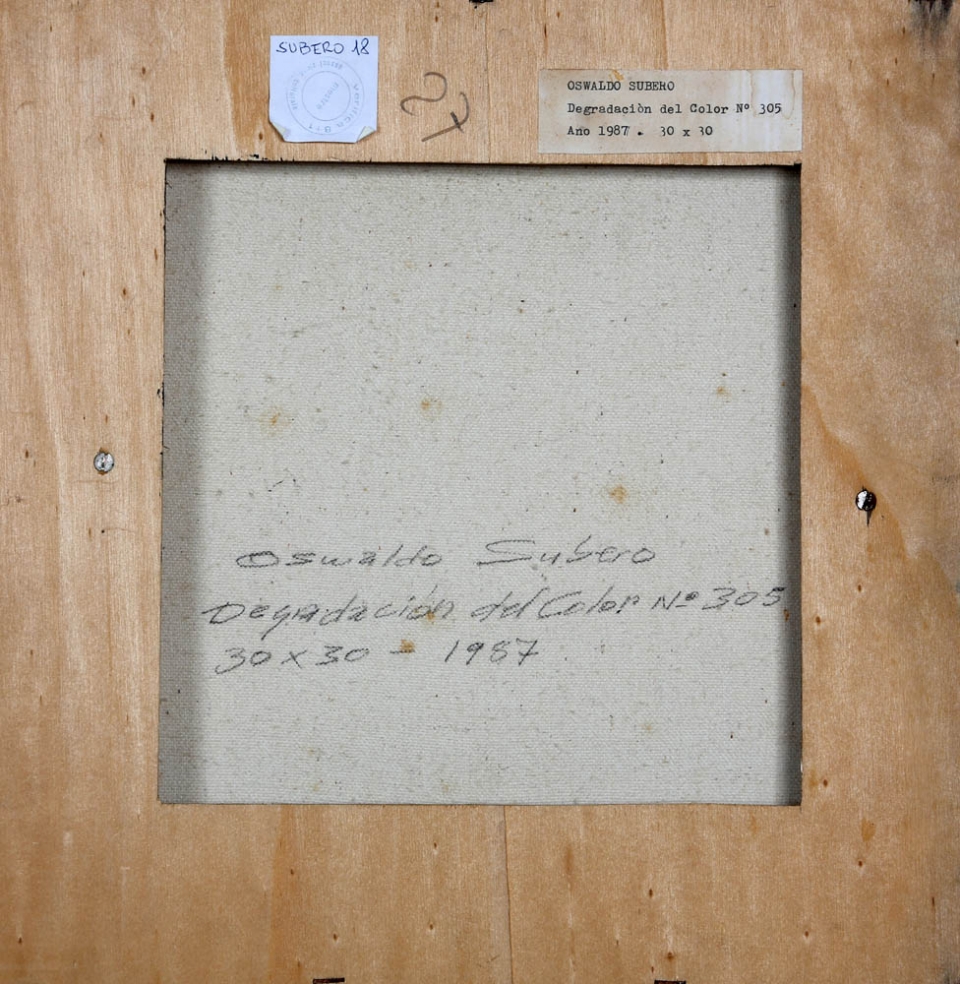 SUBERO 18
OSWALDO SUBERO
Degradaciòn del Color Nº 305
Ano 1987 . 30 x 30
Oswaldo Subero
Degradación del Color Nº 305
30 x 30 - 1987